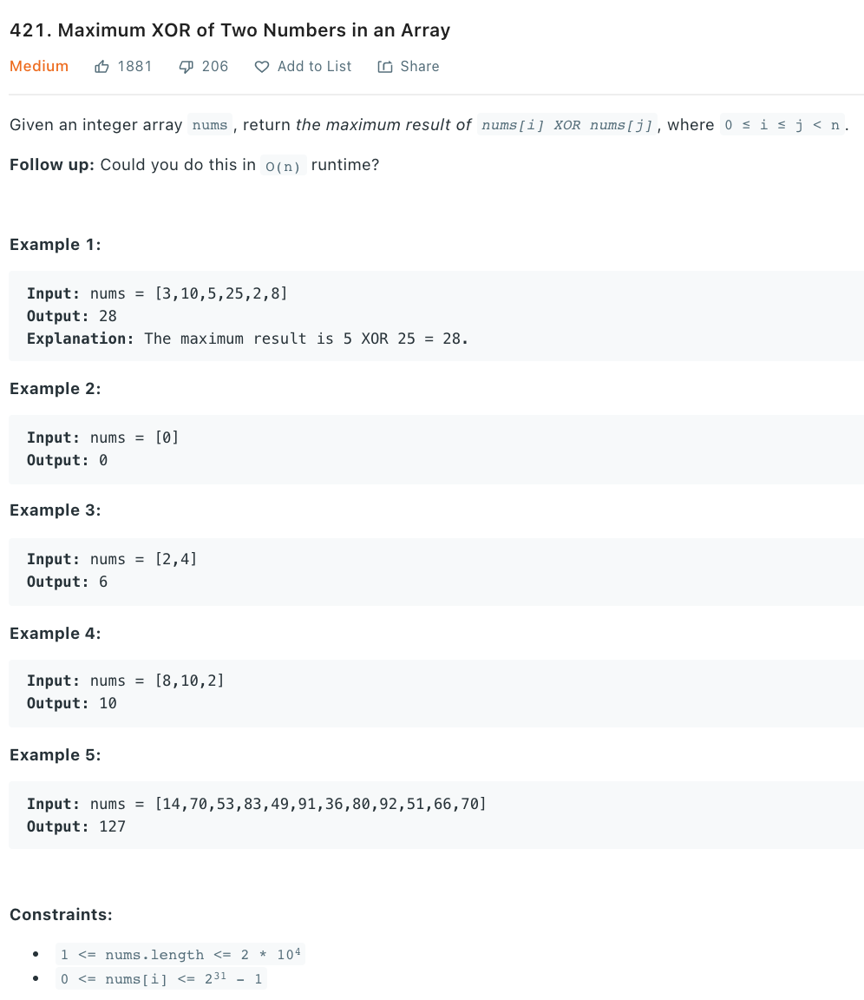 421. Maximum XOR of Two Numbers in an Array
Medium 1881 206 Add to List Share
Given an integer array nums , return the maximum result of nums[i] XOR nums[j] , where 0 ≤ i ≤ j < n .
Follow up: Could you do this in O(n) runtime?
Example 1:
Input: nums = [3,10,5,25,2,8]
Output: 28
Explanation: The maximum result is 5 XOR 25 = 28.
Example 2:
Input: nums = [0]
Output: 0
Example 3:
Input: nums = [2,4]
Output: 6
Example 4:
Input: nums = [8,10,2]
Output: 10
Example 5:
Input: nums = [14,70,53,83,49,91,36,80,92,51,66,70]
Output: 127
Constraints:
• 1 <= nums.length <= 2 * 10⁴
• 0 <= nums[i] <= 2³¹ - 1